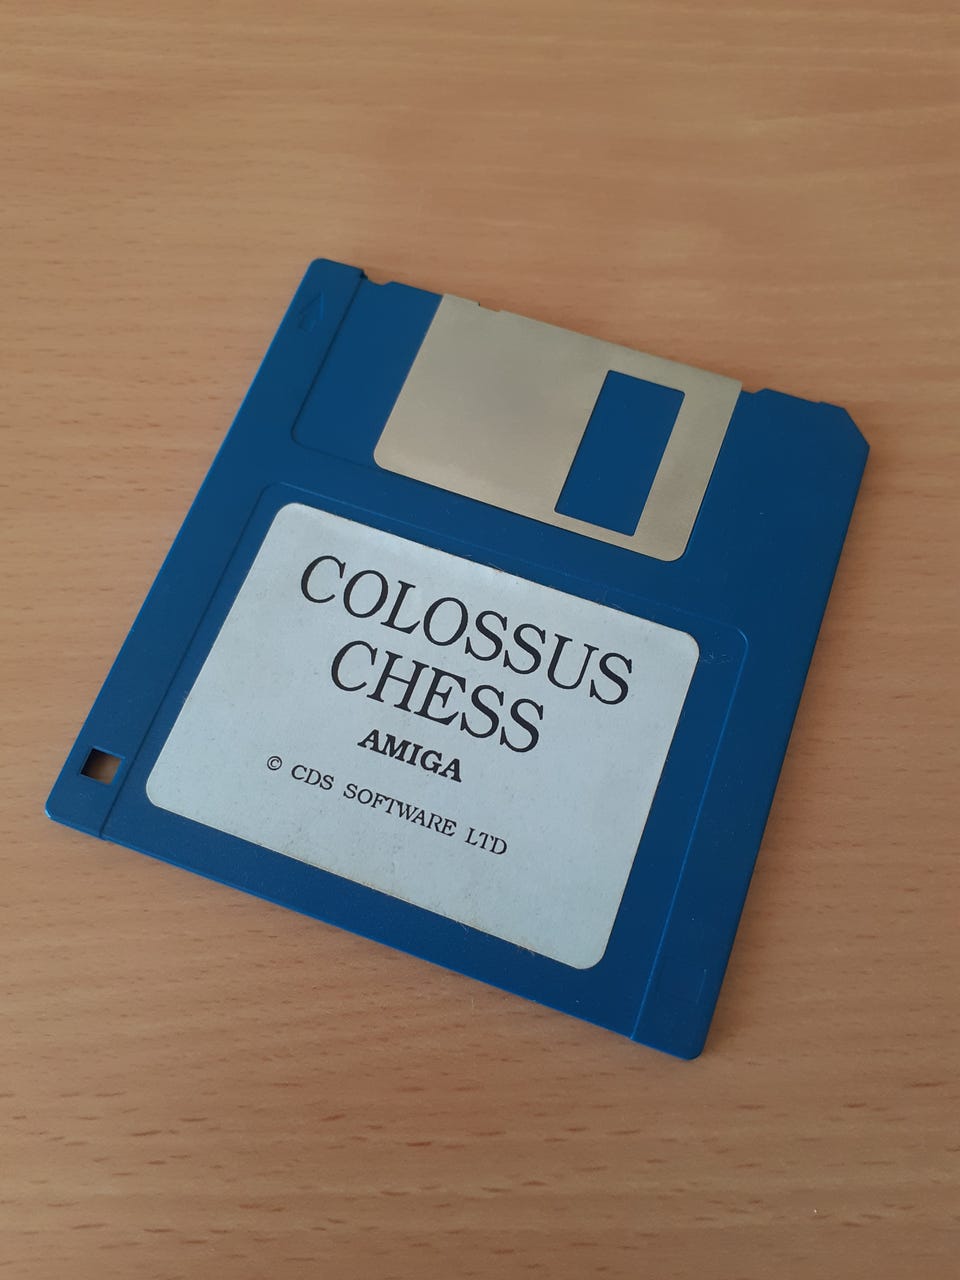 COLOSSUS
CHESS
AMIGA
© CDS SOFTWARE LTD